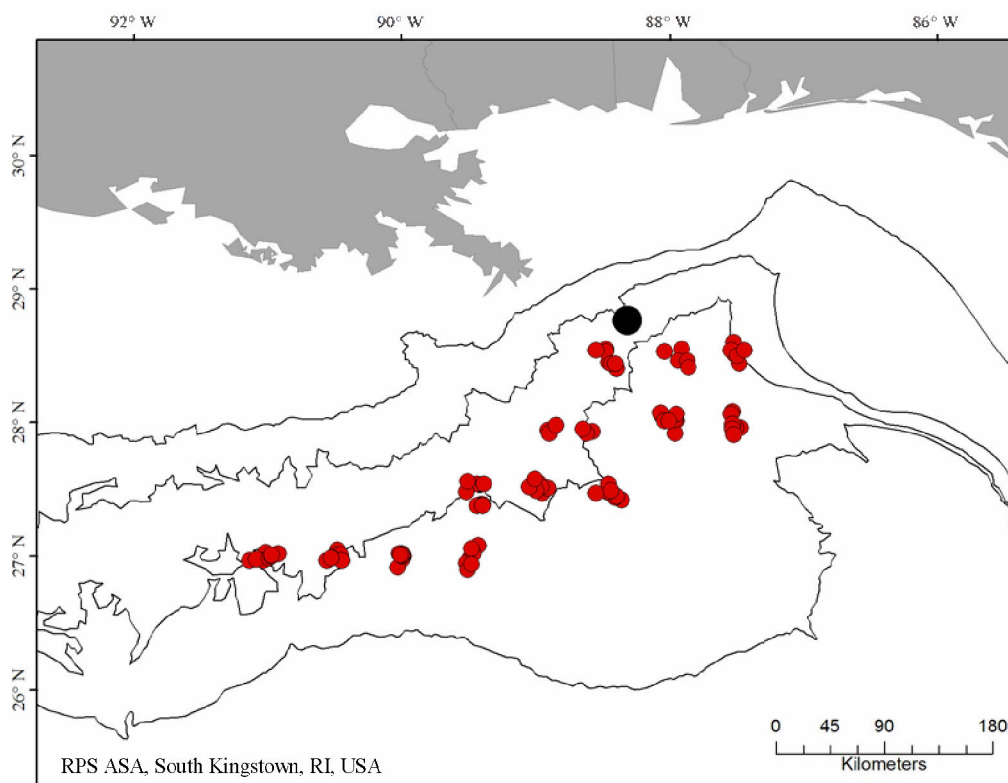 92° W 90° W 88° W 86° W
30° N
29° N
28° N
27° N
26° N
0 45 90 180
Kilometers
RPS ASA, South Kingstown, RI, USA